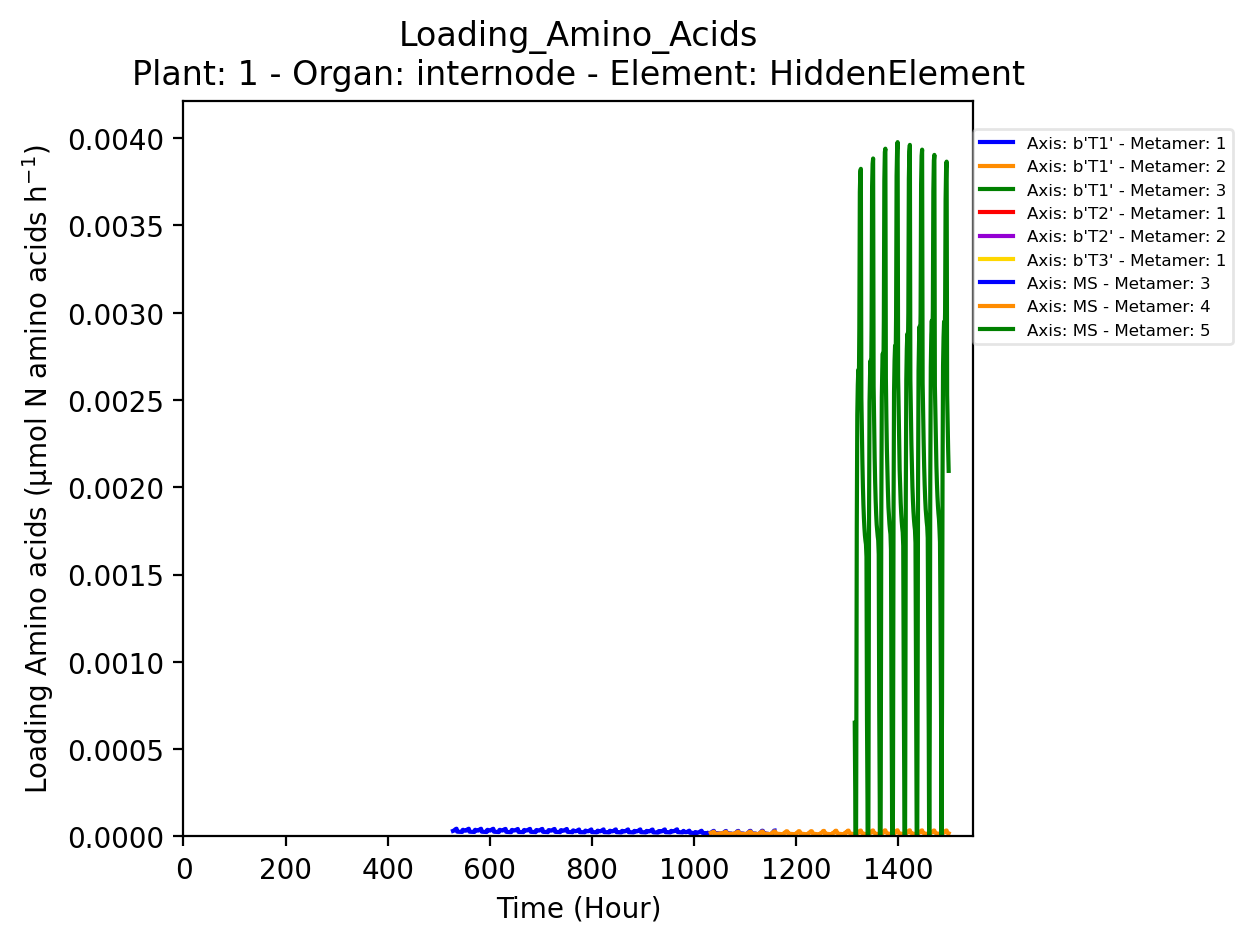 Loading_Amino_Acids
Plant: 1 - Organ: internode - Element: HiddenElement
Loading Amino acids (µmol N amino acids h⁻¹)
0.0040
0.0035
0.0030
0.0025
0.0020
0.0015
0.0010
0.0005
0.0000
0 200 400 600 800 1000 1200 1400
Time (Hour)
Axis: b'T1' - Metamer: 1
Axis: b'T1' - Metamer: 2
Axis: b'T1' - Metamer: 3
Axis: b'T2' - Metamer: 1
Axis: b'T2' - Metamer: 2
Axis: b'T3' - Metamer: 1
Axis: MS - Metamer: 3
Axis: MS - Metamer: 4
Axis: MS - Metamer: 5